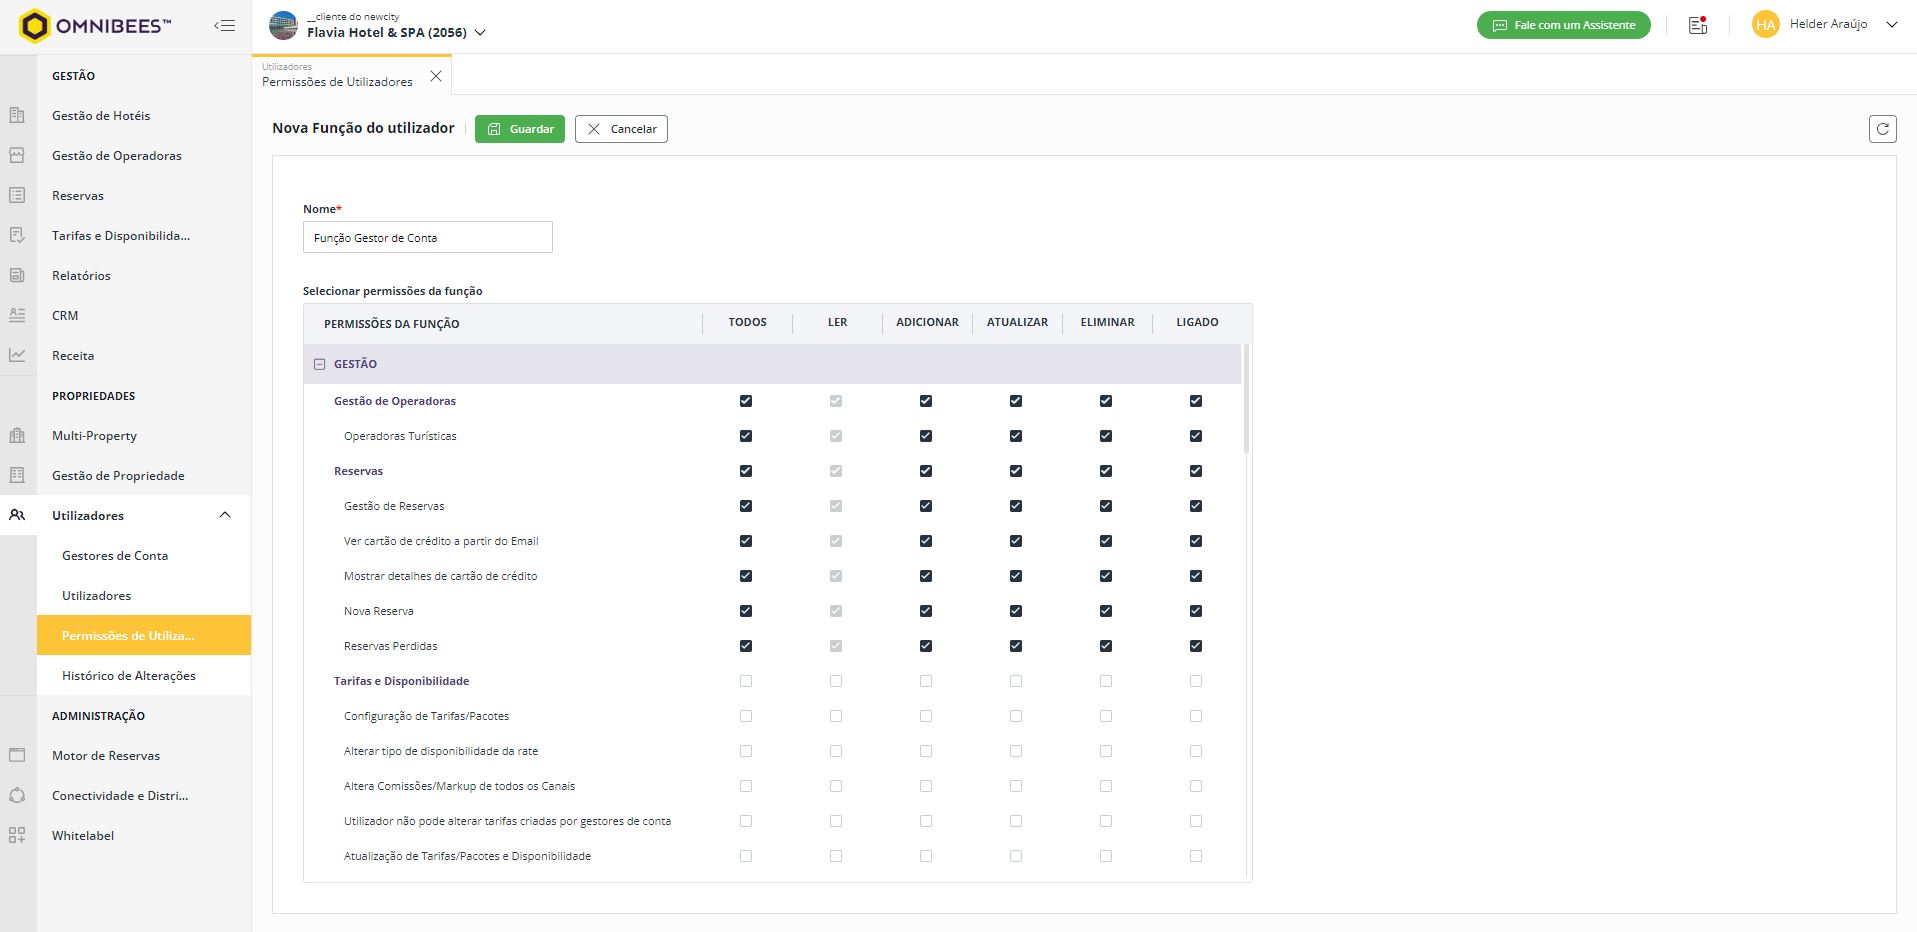 OMNIBEES™
__cliente do newcity
Flavia Hotel & SPA (2056)
Fale com um Assistente
HA
Helder Araújo
GESTÃO
Gestão de Hotéis
Gestão de Operadoras
Reservas
Tarifas e Disponibilida...
Relatórios
CRM
Receita
PROPRIEDADES
Multi-Property
Gestão de Propriedade
Utilizadores
Gestores de Conta
Utilizadores
Permissões de Utiliza...
Histórico de Alterações
ADMINISTRAÇÃO
Motor de Reservas
Conectividade e Distri...
Whitelabel
Utilizadores
Permissões de Utilizadores
Nova Função do utilizador
Guardar
Cancelar
Nome*
Função Gestor de Conta
Selecionar permissões da função
PERMISSÕES DA FUNÇÃO TODOS LER ADICIONAR ATUALIZAR ELIMINAR LIGADO
GESTÃO
Gestão de Operadoras
Operadoras Turísticas
Reservas
Gestão de Reservas
Ver cartão de crédito a partir do Email
Mostrar detalhes de cartão de crédito
Nova Reserva
Reservas Perdidas
Tarifas e Disponibilidade
Configuração de Tarifas/Pacotes
Alterar tipo de disponibilidade da rate
Altera Comissões/Markup de todos os Canais
Utilizador não pode alterar tarifas criadas por gestores de conta
Atualização de Tarifas/Pacotes e Disponibilidade